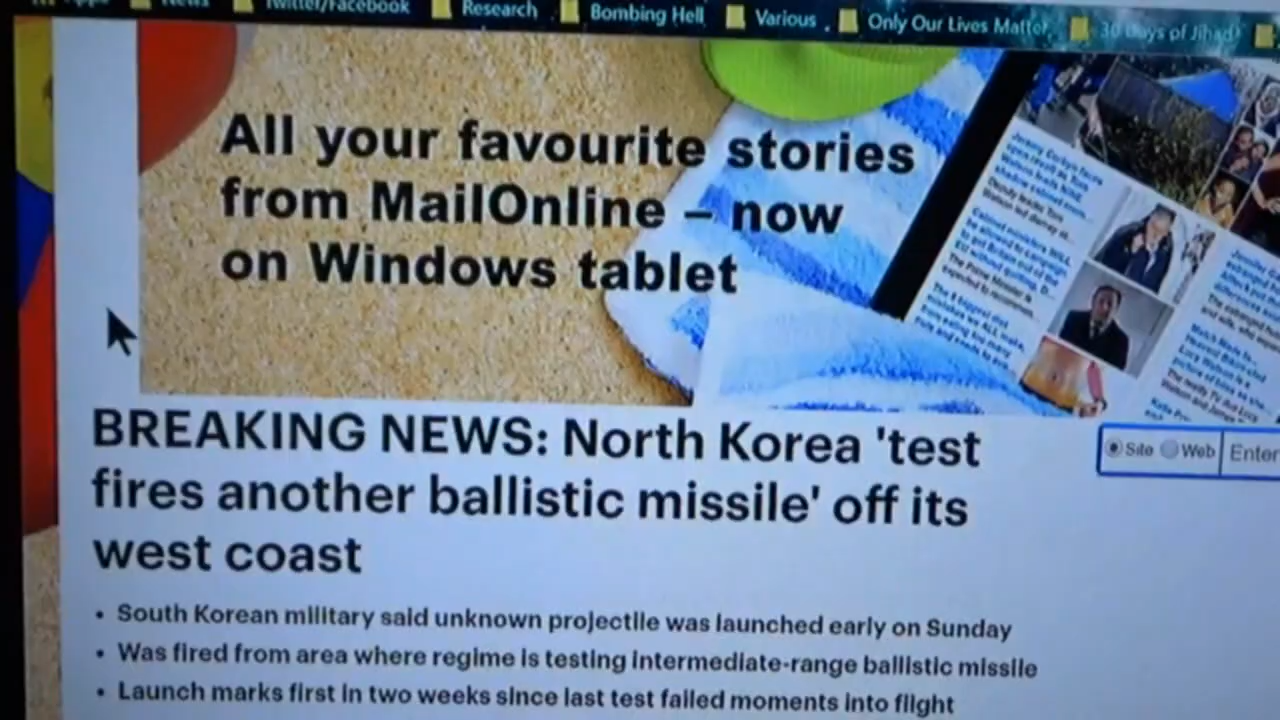 Apps
News
Twitter/Facebook
Research
Bombing Hell
Various
Only Our Lives Matter
30 Days of Jihad
All your favourite stories
from MailOnline – now
on Windows tablet
BREAKING NEWS: North Korea 'test
fires another ballistic missile' off its
west coast
Site Web Enter
• South Korean military said unknown projectile was launched early on Sunday
• Was fired from area where regime is testing intermediate-range ballistic missile
• Launch marks first in two weeks since last test failed moments into flight